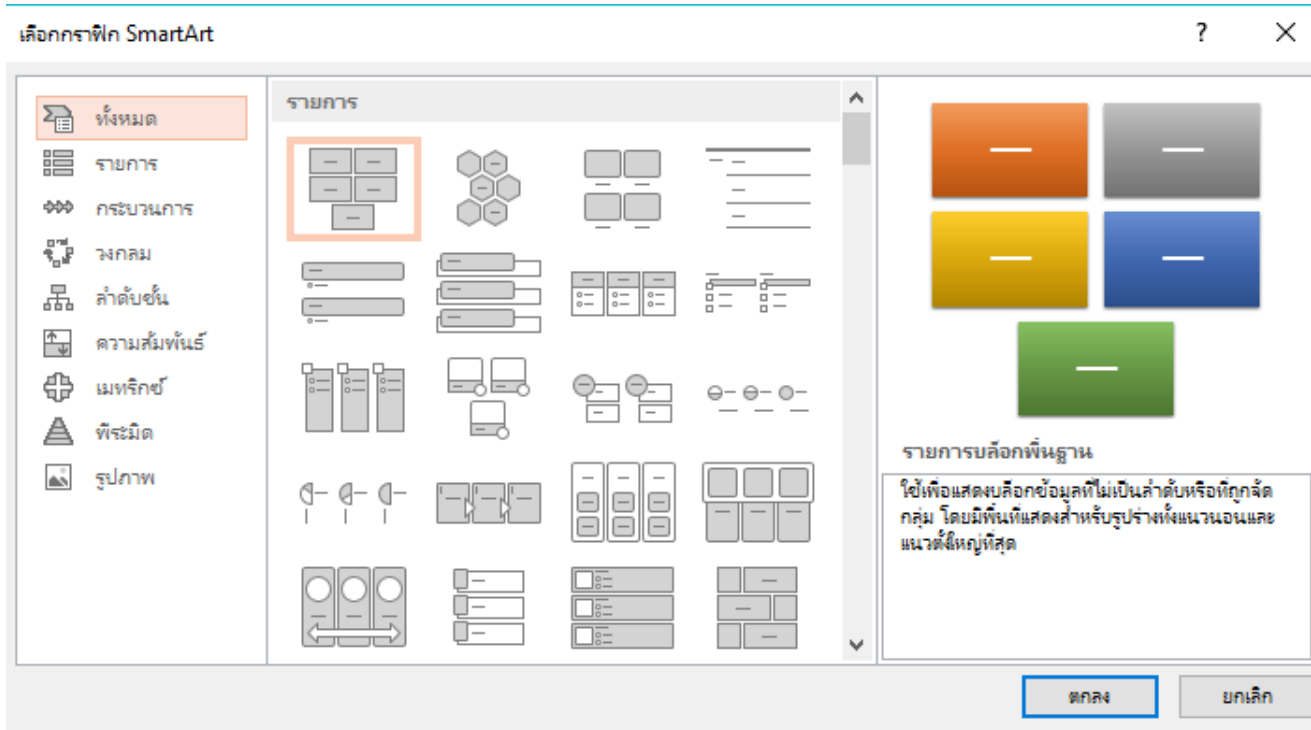 เลือกกราฟิก SmartArt
ทั้งหมด
รายการ
กระบวนการ
วงกลม
ลำดับชั้น
ความสัมพันธ์
เมทริกซ์
พีระมิด
รูปภาพ
รายการ
รายการบล็อกพื้นฐาน
ใช้เพื่อแสดงบล็อกข้อมูลที่ไม่เป็นลำดับหรือที่ถูกจัด
กลุ่ม โดยมีพื้นที่แสดงสำหรับรูปร่างทั้งแนวนอนและ
แนวตั้งใหญ่ที่สุด
ตกลง
ยกเลิก